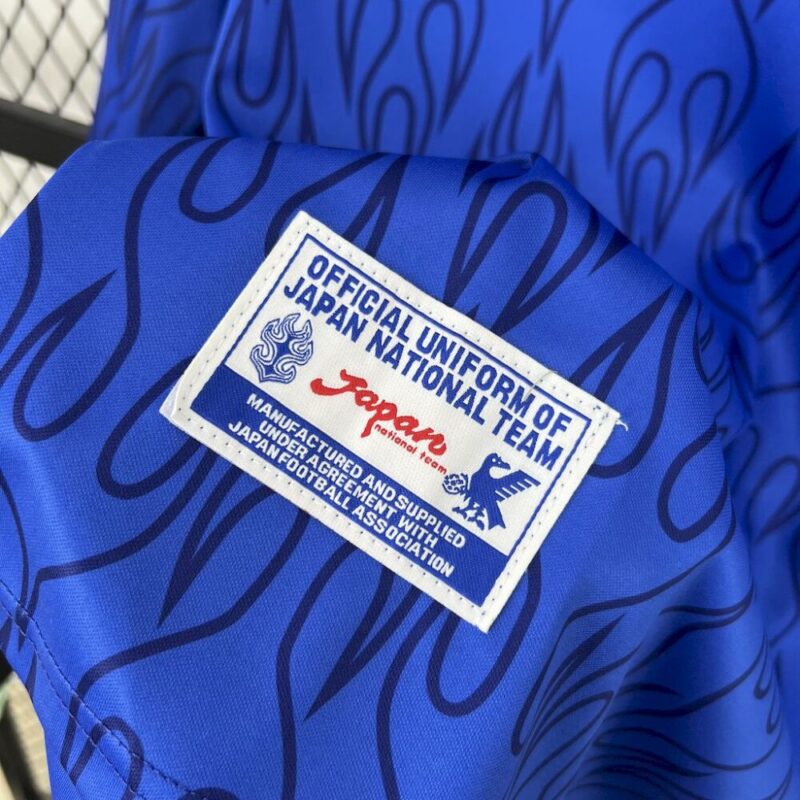 OFFICIAL UNIFORM OF
JAPAN NATIONAL TEAM
Japan
national team
MANUFACTURED AND SUPPLIED
UNDER AGREEMENT WITH
JAPAN FOOTBALL ASSOCIATION